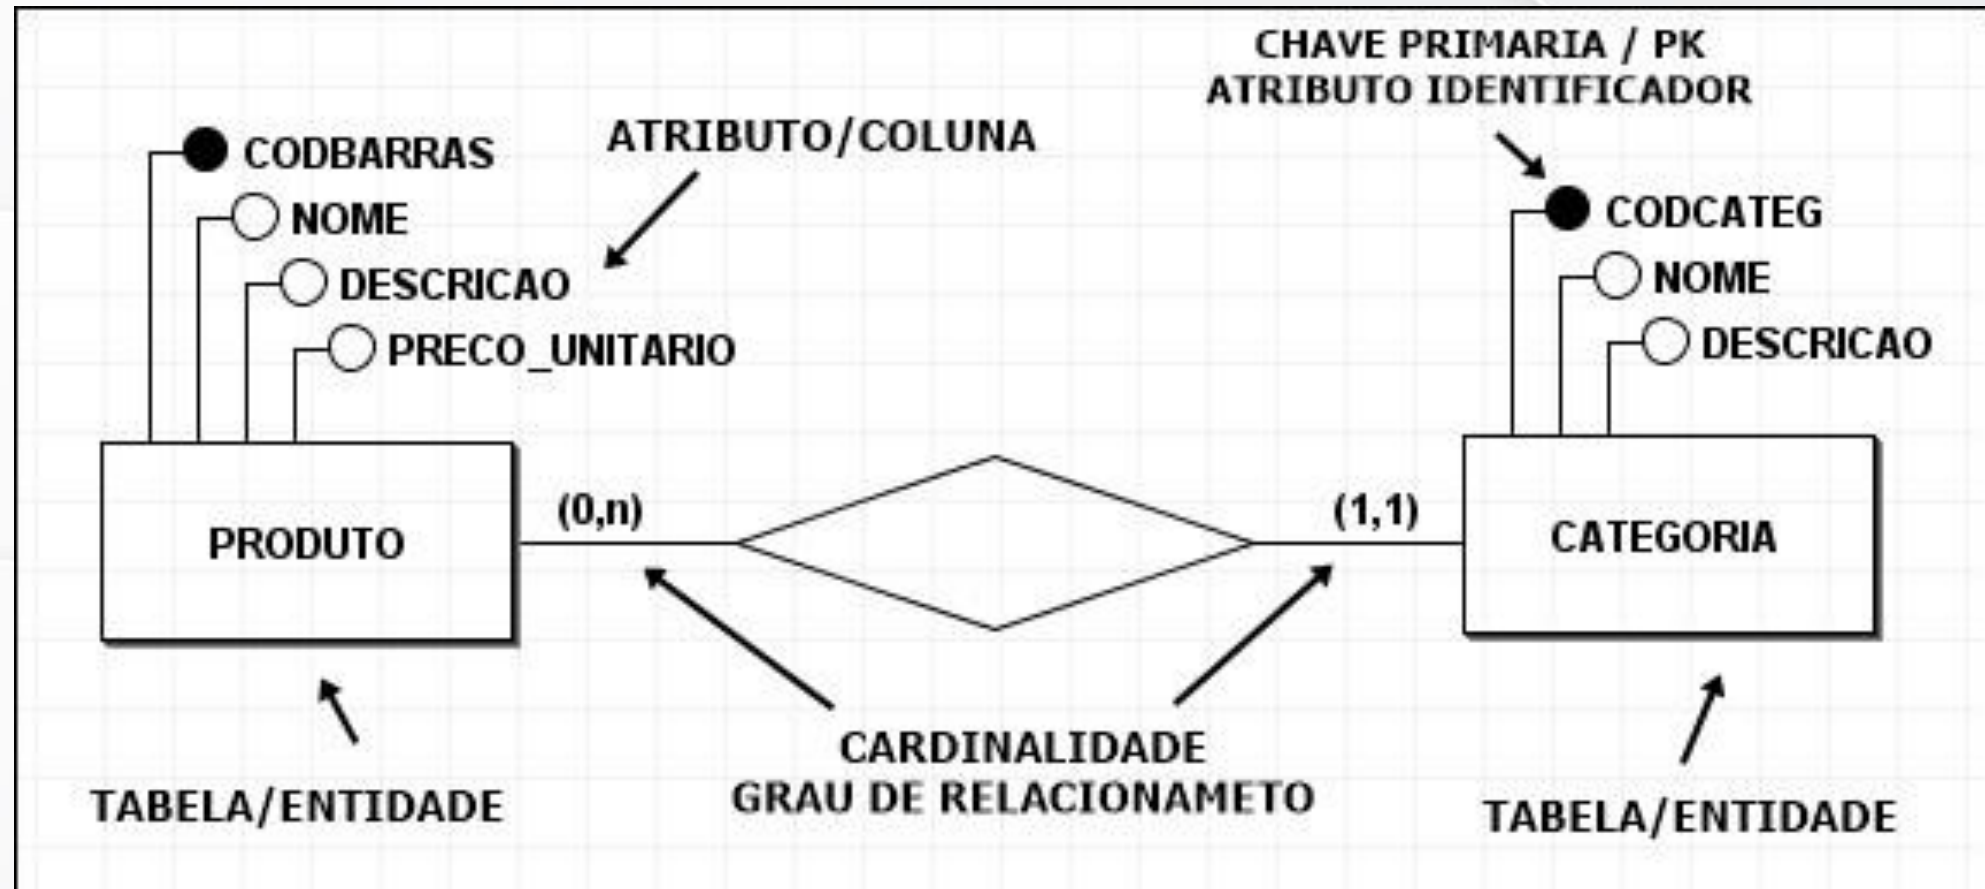 CHAVE PRIMARIA / PK
ATRIBUTO IDENTIFICADOR
ATRIBUTO/COLUNA
CODBARRAS
NOME
DESCRICAO
PRECO_UNITARIO
CODCATEG
NOME
DESCRICAO
PRODUTO
(0,n)
(1,1)
CATEGORIA
CARDINALIDADE
GRAU DE RELACIONAMETO
TABELA/ENTIDADE
TABELA/ENTIDADE